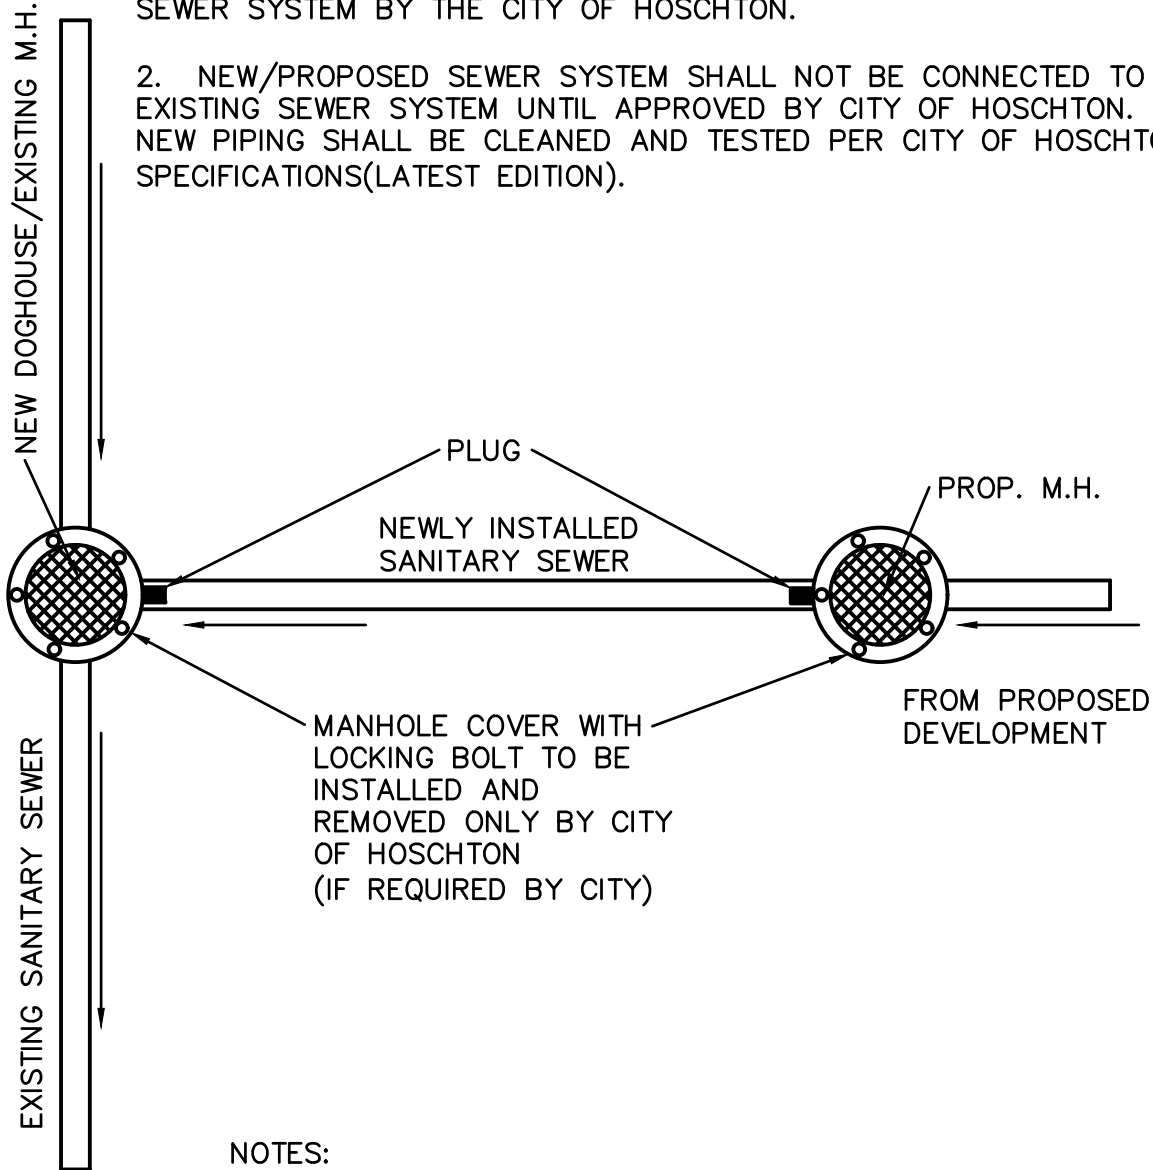 SEWER SYSTEM BY THE CITY OF HOSCHTON.
2. NEW/PROPOSED SEWER SYSTEM SHALL NOT BE CONNECTED TO
EXISTING SEWER SYSTEM UNTIL APPROVED BY CITY OF HOSCHTON.
NEW PIPING SHALL BE CLEANED AND TESTED PER CITY OF HOSCHTO
SPECIFICATIONS(LATEST EDITION).
NEW DOGHOUSE/EXISTING M.H.
PLUG
PROP. M.H.
NEWLY INSTALLED
SANITARY SEWER
FROM PROPOSED
DEVELOPMENT
MANHOLE COVER WITH
LOCKING BOLT TO BE
INSTALLED AND
REMOVED ONLY BY CITY
OF HOSCHTON
(IF REQUIRED BY CITY)
EXISTING SANITARY SEWER
NOTES: